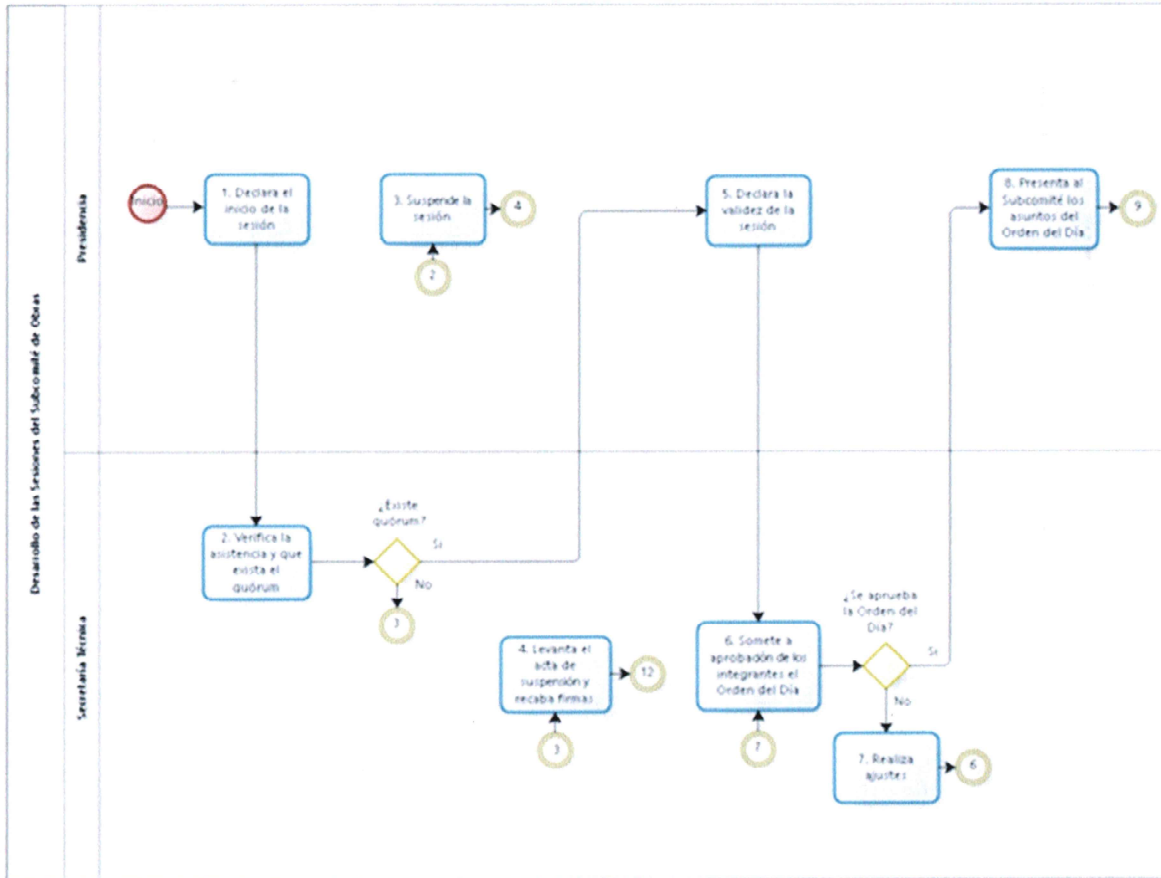 Desarrollo de las Sesiones del Subcomité de Obras
Presidencia
Inicio
1. Declara el
inicio de la
sesión
3. Suspende la
sesión
4
2
5. Declara la
validez de la
sesión
8. Presenta al
Subcomité los
asuntos del
Orden del Día
9
Secretaría Técnica
2. Verifica la
asistencia y que
exista el
quórum
¿Existe
quórum?
Si
No
3
4. Levanta el
acta de
suspensión y
recaba firmas
12
3
6. Somete a
aprobación de los
integrantes el
Orden del Día
7
¿Se aprueba
la Orden del
Día?
Si
No
7. Realiza
ajustes
6